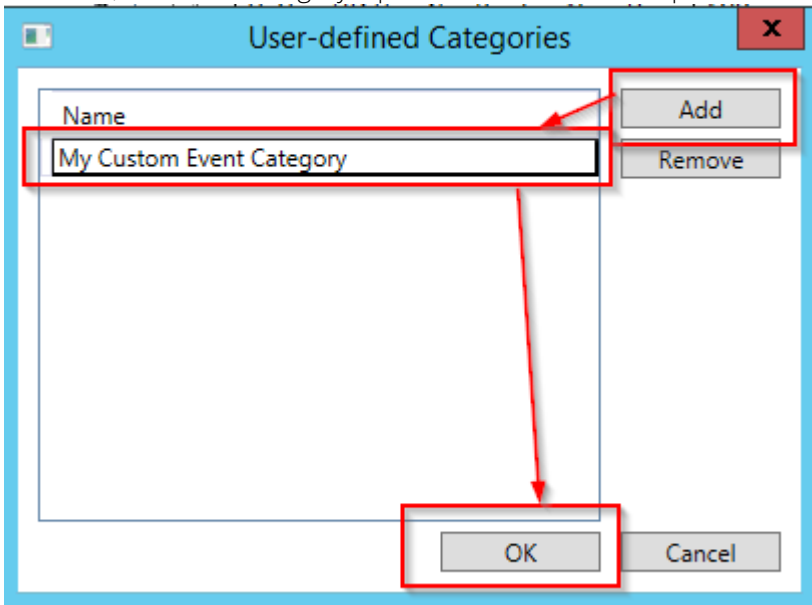 User-defined Categories
x
Name
Add
My Custom Event Category
Remove
OK
Cancel